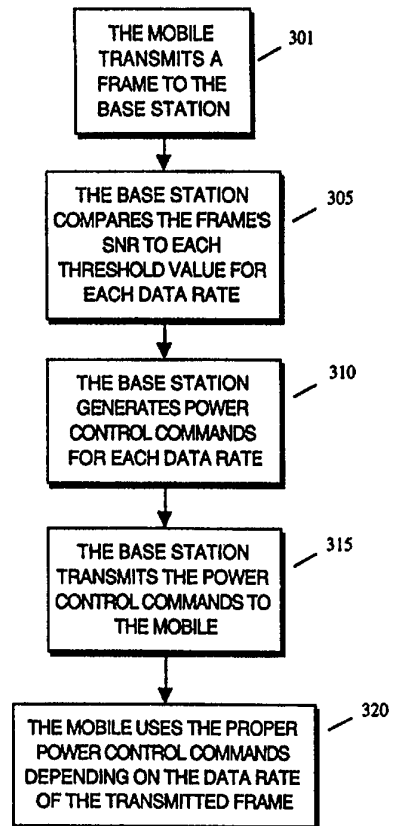 THE MOBILE
TRANSMITS A
FRAME TO THE
BASE STATION
301
THE BASE STATION
COMPARES THE FRAME'S
SNR TO EACH
THRESHOLD VALUE FOR
EACH DATA RATE
305
THE BASE STATION
GENERATES POWER
CONTROL COMMANDS
FOR EACH DATA RATE
310
THE BASE STATION
TRANSMITS THE POWER
CONTROL COMMANDS TO
THE MOBILE
315
THE MOBILE USES THE PROPER
POWER CONTROL COMMANDS
DEPENDING ON THE DATA RATE
OF THE TRANSMITTED FRAME
320